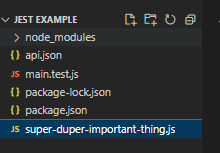 JEST EXAMPLE
node_modules
{} api.json
JS main.test.js
{} package-lock.json
{} package.json
JS super-duper-important-thing.js